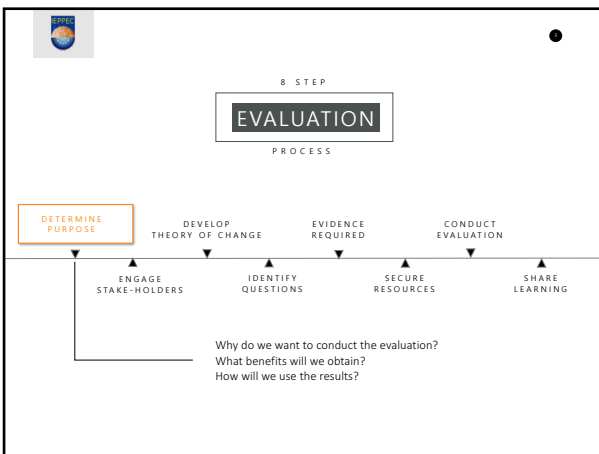 IEPPEC
8 STEP
EVALUATION
PROCESS
DETERMINE
PURPOSE
DEVELOP
THEORY OF CHANGE
EVIDENCE
REQUIRED
CONDUCT
EVALUATION
ENGAGE
STAKE-HOLDERS
IDENTIFY
QUESTIONS
SECURE
RESOURCES
SHARE
LEARNING
Why do we want to conduct the evaluation?
What benefits will we obtain?
How will we use the results?